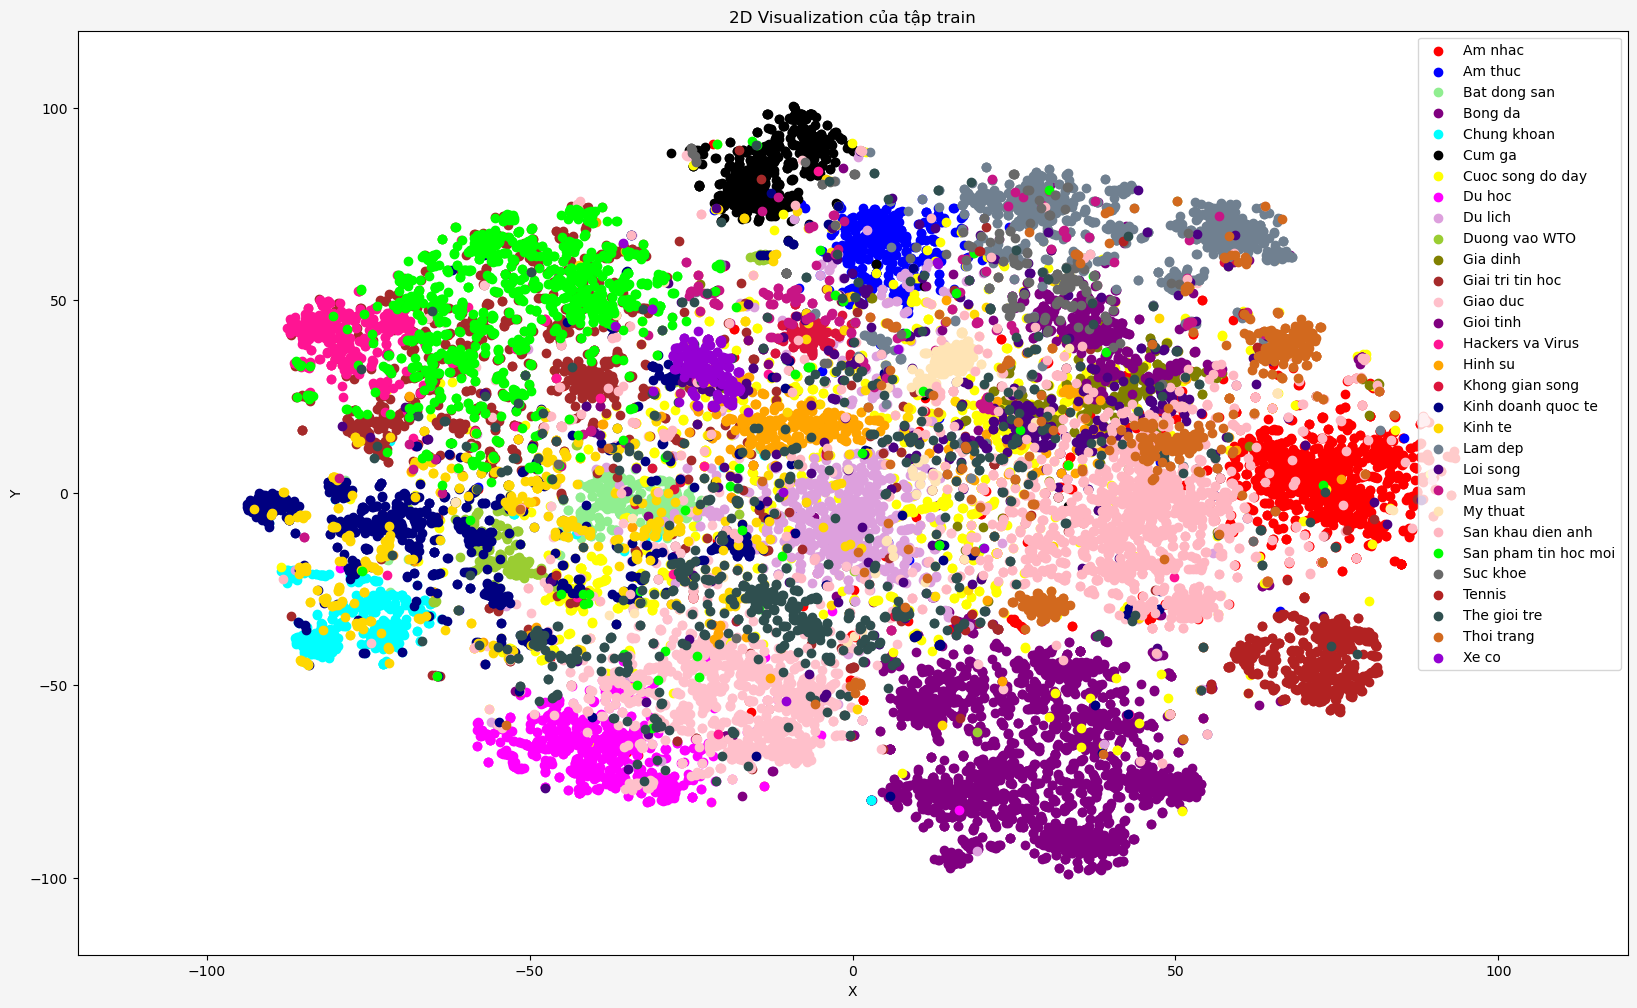 2D Visualization của tập train
Am nhac
Am thuc
Bat dong san
Bong da
Chung khoan
Cum ga
Cuoc song do day
Du hoc
Du lich
Duong vao WTO
Gia dinh
Giai tri tin hoc
Giao duc
Gioi tinh
Hackers va Virus
Hinh su
Khong gian song
Kinh doanh quoc te
Kinh te
Lam dep
Loi song
Mua sam
My thuat
San khau dien anh
San pham tin hoc moi
Suc khoe
Tennis
The gioi tre
Thoi trang
Xe co
100
50
0
−50
−100
Y
−100
−50
0
50
100
X